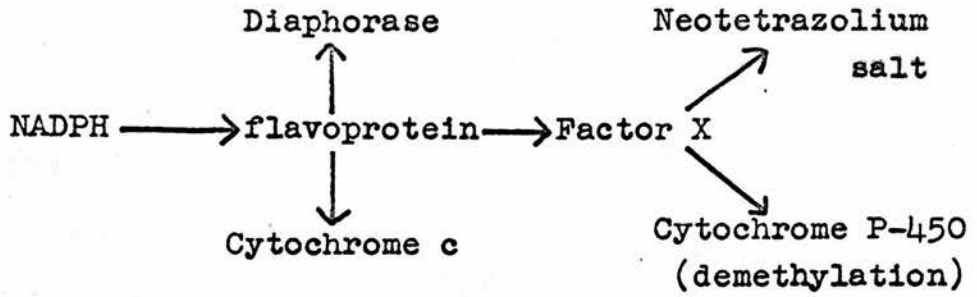 Diaphorase
Neotetrazolium
salt
NADPH flavoprotein Factor X
Cytochrome c
Cytochrome P-450
(demethylation)